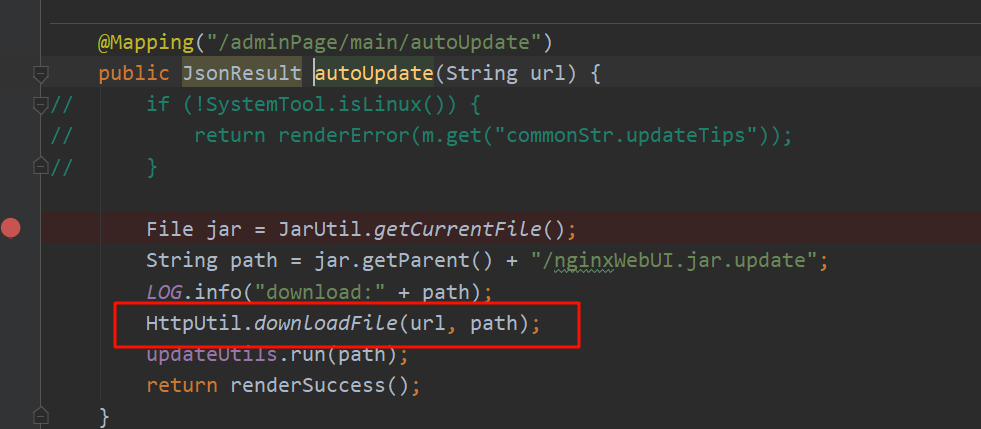 @Mapping("/adminPage/main/autoUpdate")
public JsonResult autoUpdate(String url) {
//      if (!SystemTool.isLinux()) {
//          return renderError(m.get("commonStr.updateTips"));
//      }
File jar = JarUtil.getCurrentFile();
String path = jar.getParent() + "/nginxWebUI.jar.update";
LOG.info("download:" + path);
HttpUtil.downloadFile(url, path);
updateUtils.run(path);
return renderSuccess();
}